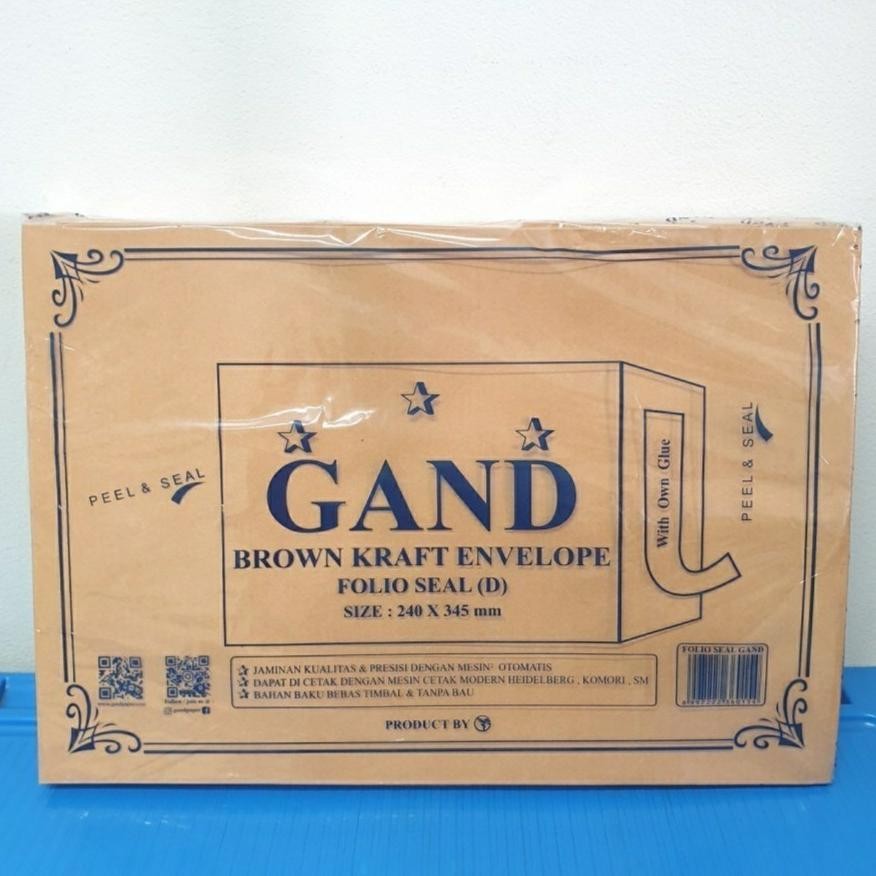 GAND
BROWN KRAFT ENVELOPE
FOLIO SEAL (D)
SIZE : 240 X 345 mm
With Own Glue
PEEL & SEAL
PEEL & SEAL
JAMINAN KUALITAS & PRESISI DENGAN MESIN² OTOMATIS
DAPAT DI CETAK DENGAN MESIN CETAK MODERN HEIDELBERG , KOMORI , SM
BAHAN BAKU BEBAS TIMBAL & TANPA BAU
FOLIO SEAL GAND
PRODUCT BY